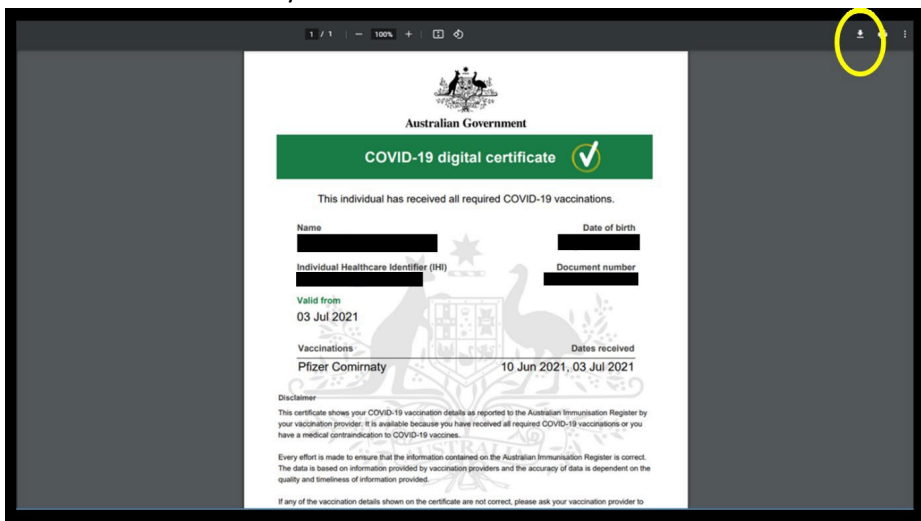 1 / 1 | — 100% +
Australian Government
COVID-19 digital certificate
This individual has received all required COVID-19 vaccinations.
Name Date of birth
Individual Healthcare Identifier (IHI) Document number
Valid from
03 Jul 2021
Vaccinations Dates received
Pfizer Comirnaty 10 Jun 2021, 03 Jul 2021
Disclaimer
This certificate shows your COVID-19 vaccination details as reported to the Australian Immunisation Register by
your vaccination provider. It is available because you have received all required COVID-19 vaccinations or you
have a medical contraindication to COVID-19 vaccines.
Every effort is made to ensure that the information contained on the Australian Immunisation Register is correct.
The data is based on information provided by vaccination providers and the accuracy of data is dependent on the
quality and timeliness of information provided.
If any of the vaccination details shown on the certificate are not correct, please ask your vaccination provider to
AUSTRALIA